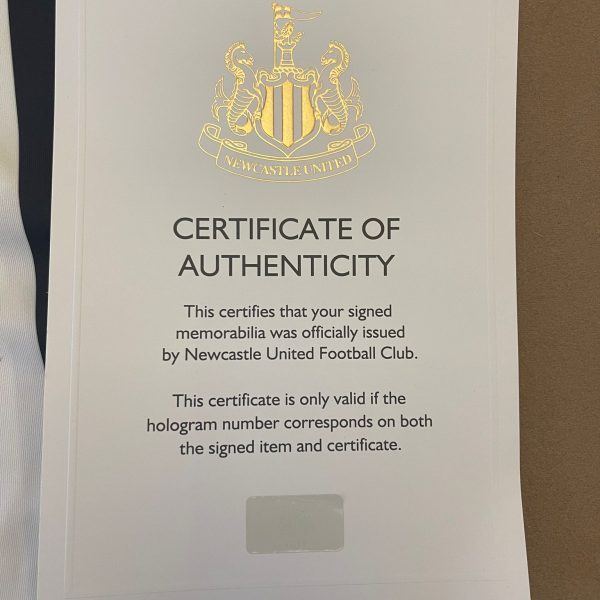 NEWCASTLE UNITED
CERTIFICATE OF
AUTHENTICITY
This certifies that your signed
memorabilia was officially issued
by Newcastle United Football Club.
This certificate is only valid if the
hologram number corresponds on both
the signed item and certificate.